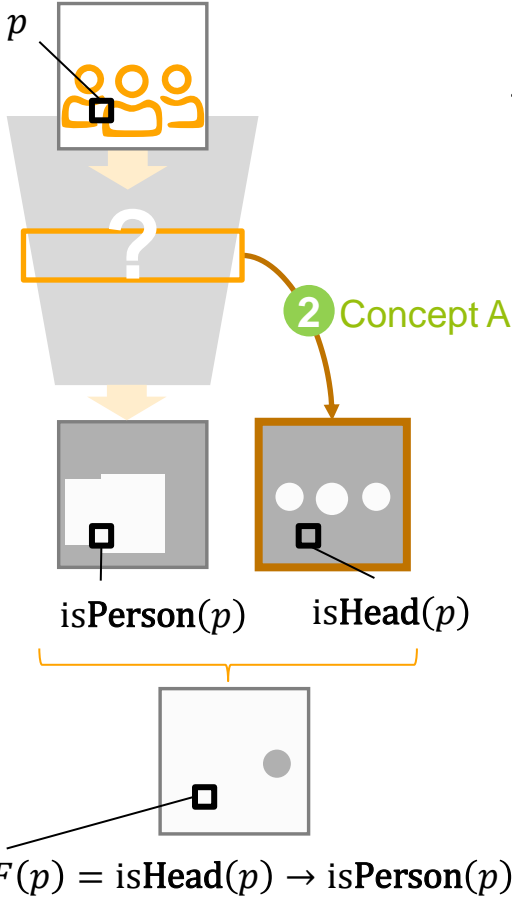 p
?
2 Concept A
isPerson(p) isHead(p)
F(p) = isHead(p) → isPerson(p)